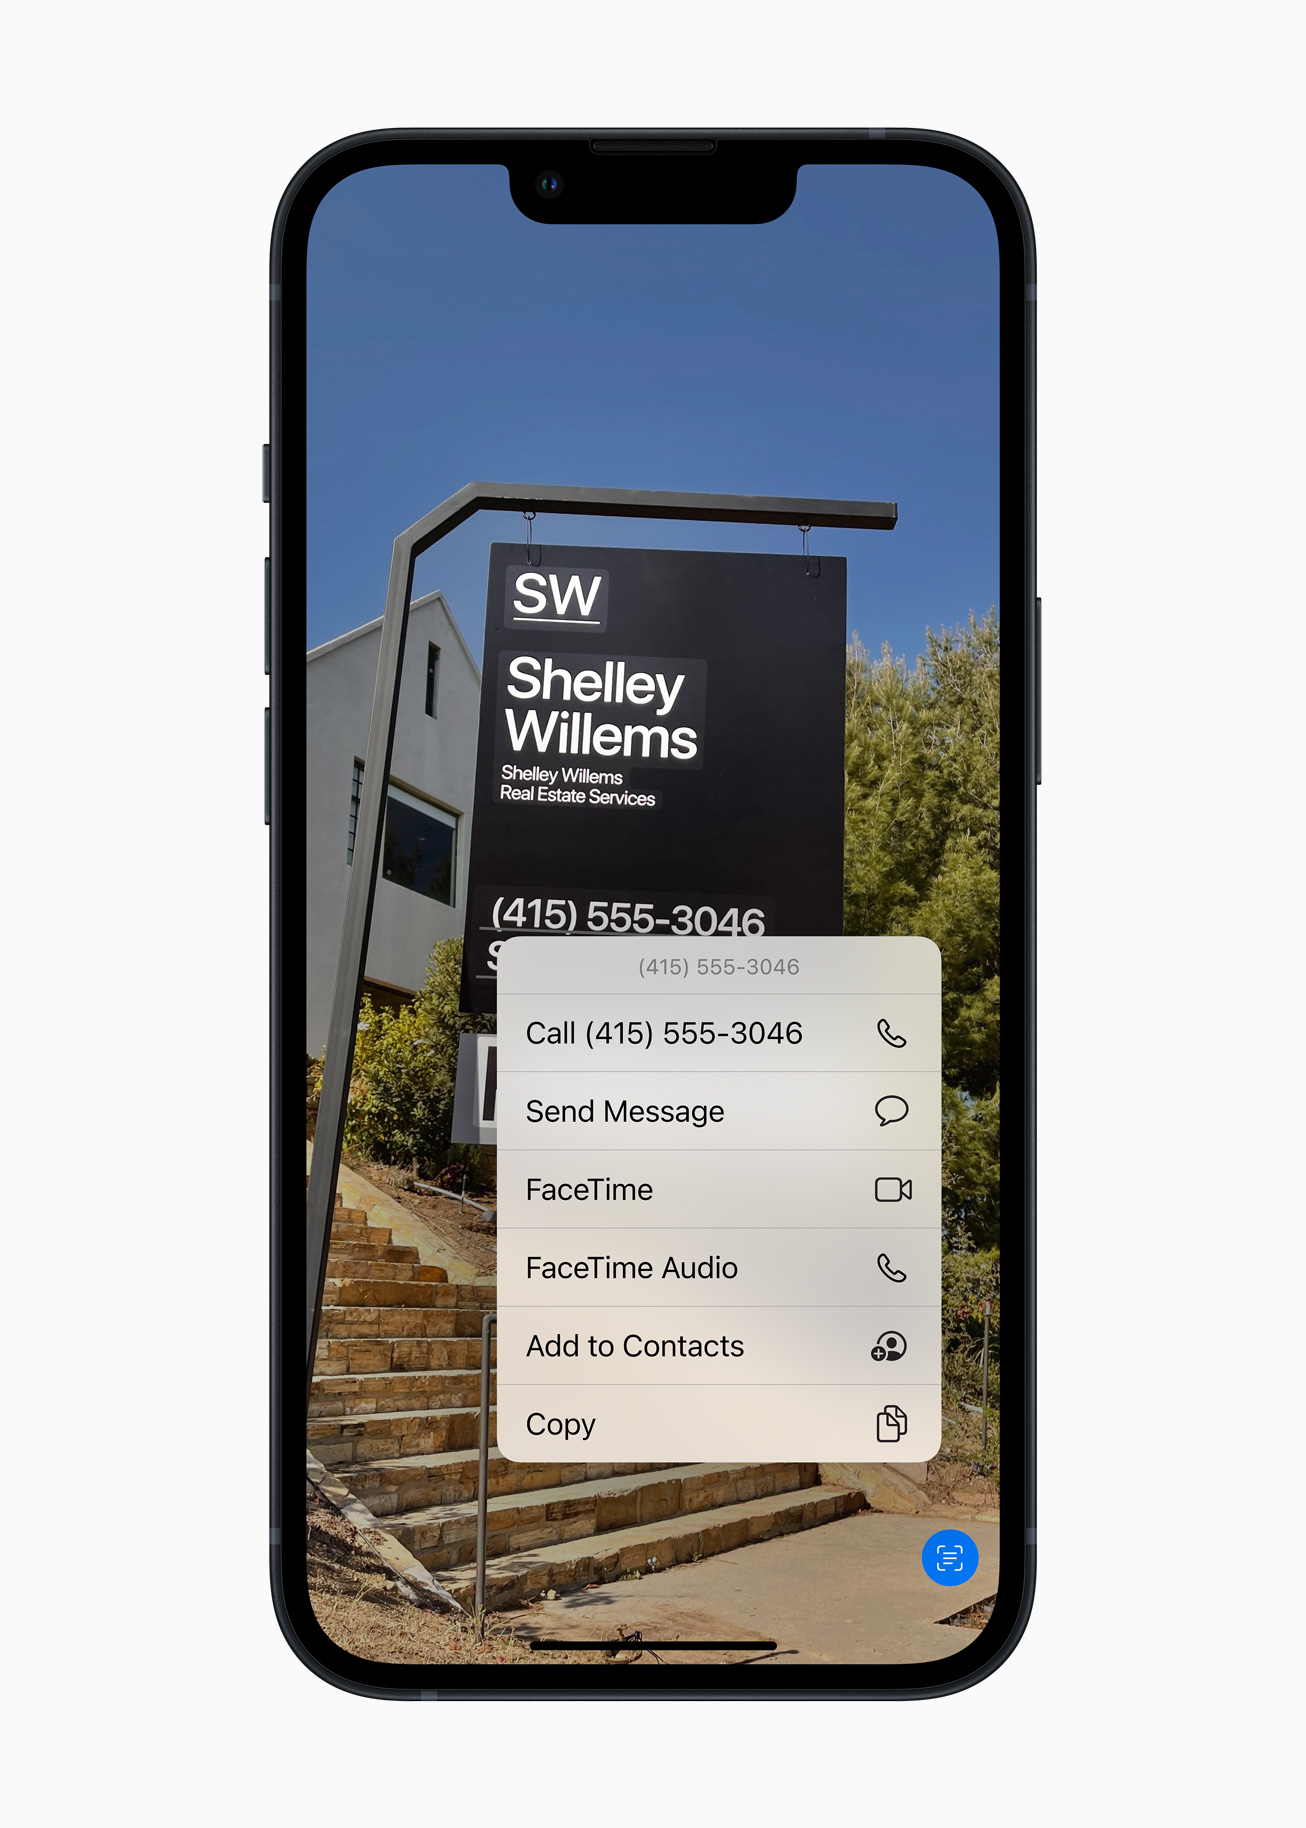 SW
Shelley
Willems
Shelley Willems
Real Estate Services
(415) 555-3046
(415) 555-3046
Call (415) 555-3046
Send Message
FaceTime
FaceTime Audio
Add to Contacts
Copy